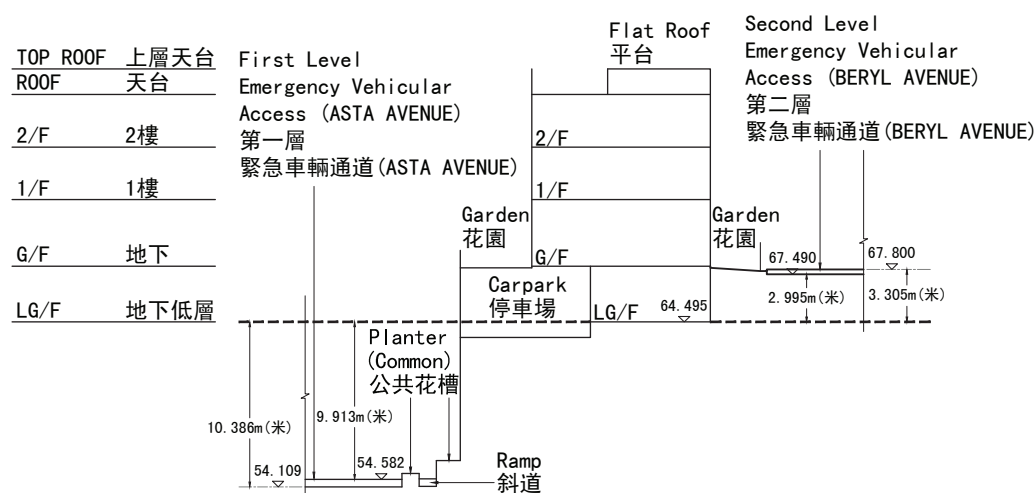 TOP ROOF 上層天台
ROOF 天台
2/F 2樓
1/F 1樓
G/F 地下
LG/F 地下低層
First Level
Emergency Vehicular
Access (ASTA AVENUE)
第一層
緊急車輛通道(ASTA AVENUE)
Flat Roof
平台
Second Level
Emergency Vehicular
Access (BERYL AVENUE)
第二層
緊急車輛通道(BERYL AVENUE)
2/F
1/F
G/F
Garden
花園
Garden
花園
67.490
67.800
Carpark
停車場
LG/F
64.495
2.995m(米)
3.305m(米)
Planter
(Common)
公共花槽
10.386m(米)
9.913m(米)
54.109
54.582
Ramp
斜道